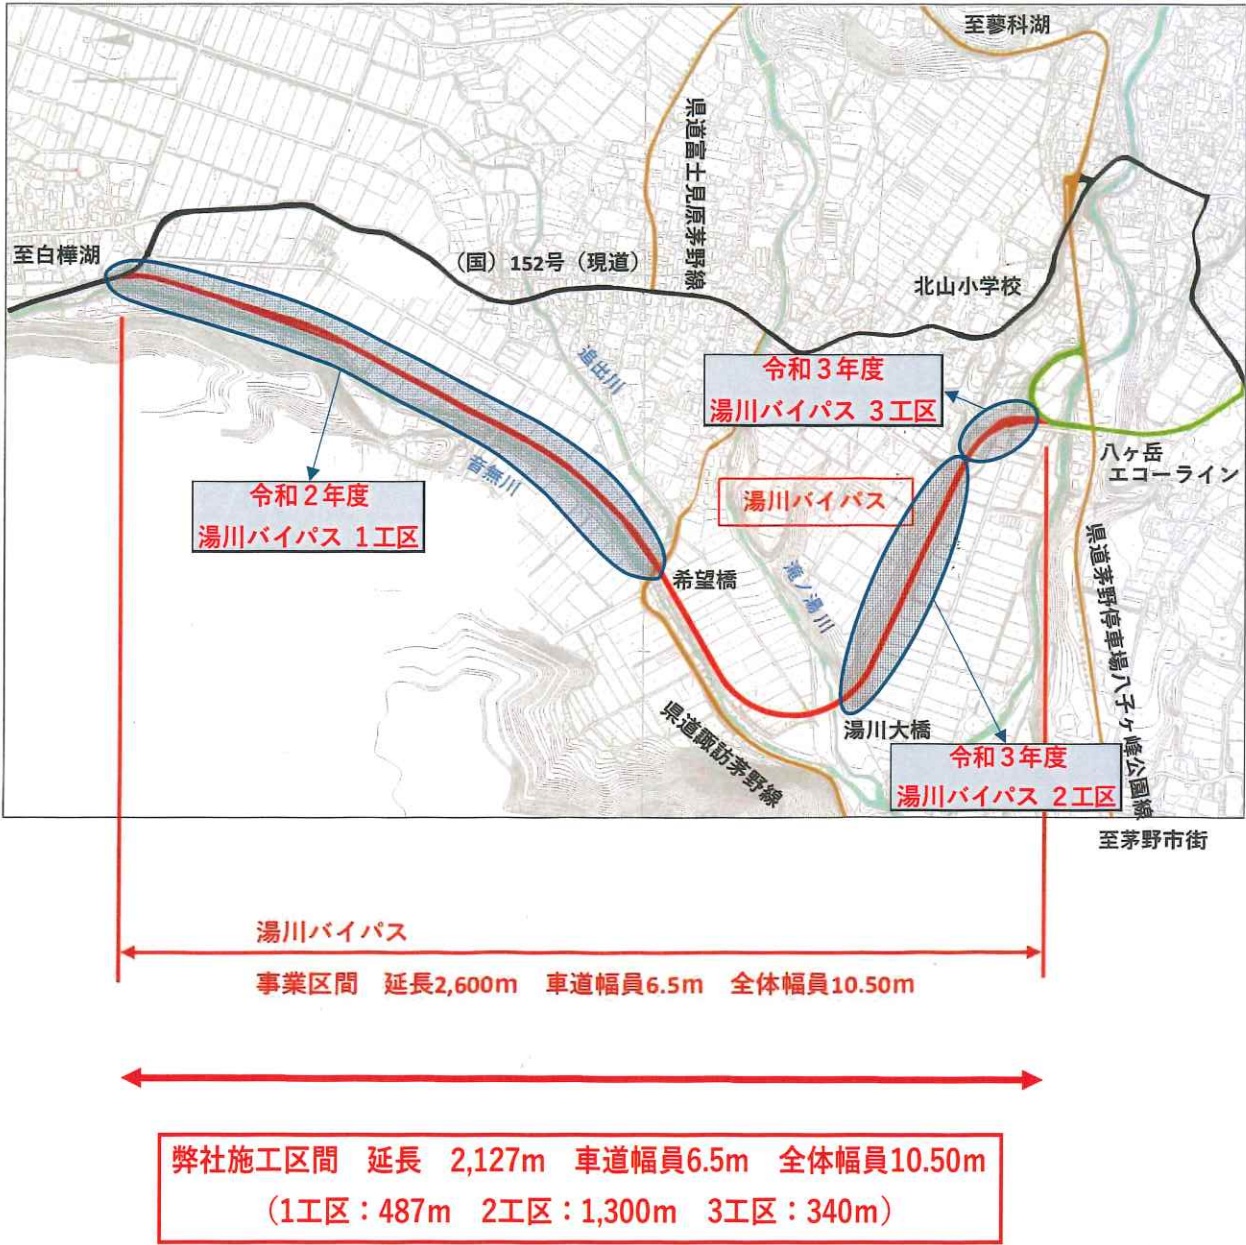 至蓼科湖
県道富士見原茅野線
至白樺湖
（国）152号（現道）
北山小学校
追出川
令和３年度
湯川バイパス ３工区
八ヶ岳
エコーライン
音無川
令和２年度
湯川バイパス １工区
湯川バイパス
希望橋
滝ノ湯川
県道茅野停車場八子ヶ峰公園線
県道諏訪茅野線
湯川大橋
令和３年度
湯川バイパス ２工区
至茅野市街
湯川バイパス
事業区間　延長2,600m　車道幅員6.5m　全体幅員10.50m
弊社施工区間　延長　2,127m　車道幅員6.5m　全体幅員10.50m
（1工区：487m　2工区：1,300m　3工区：340m）